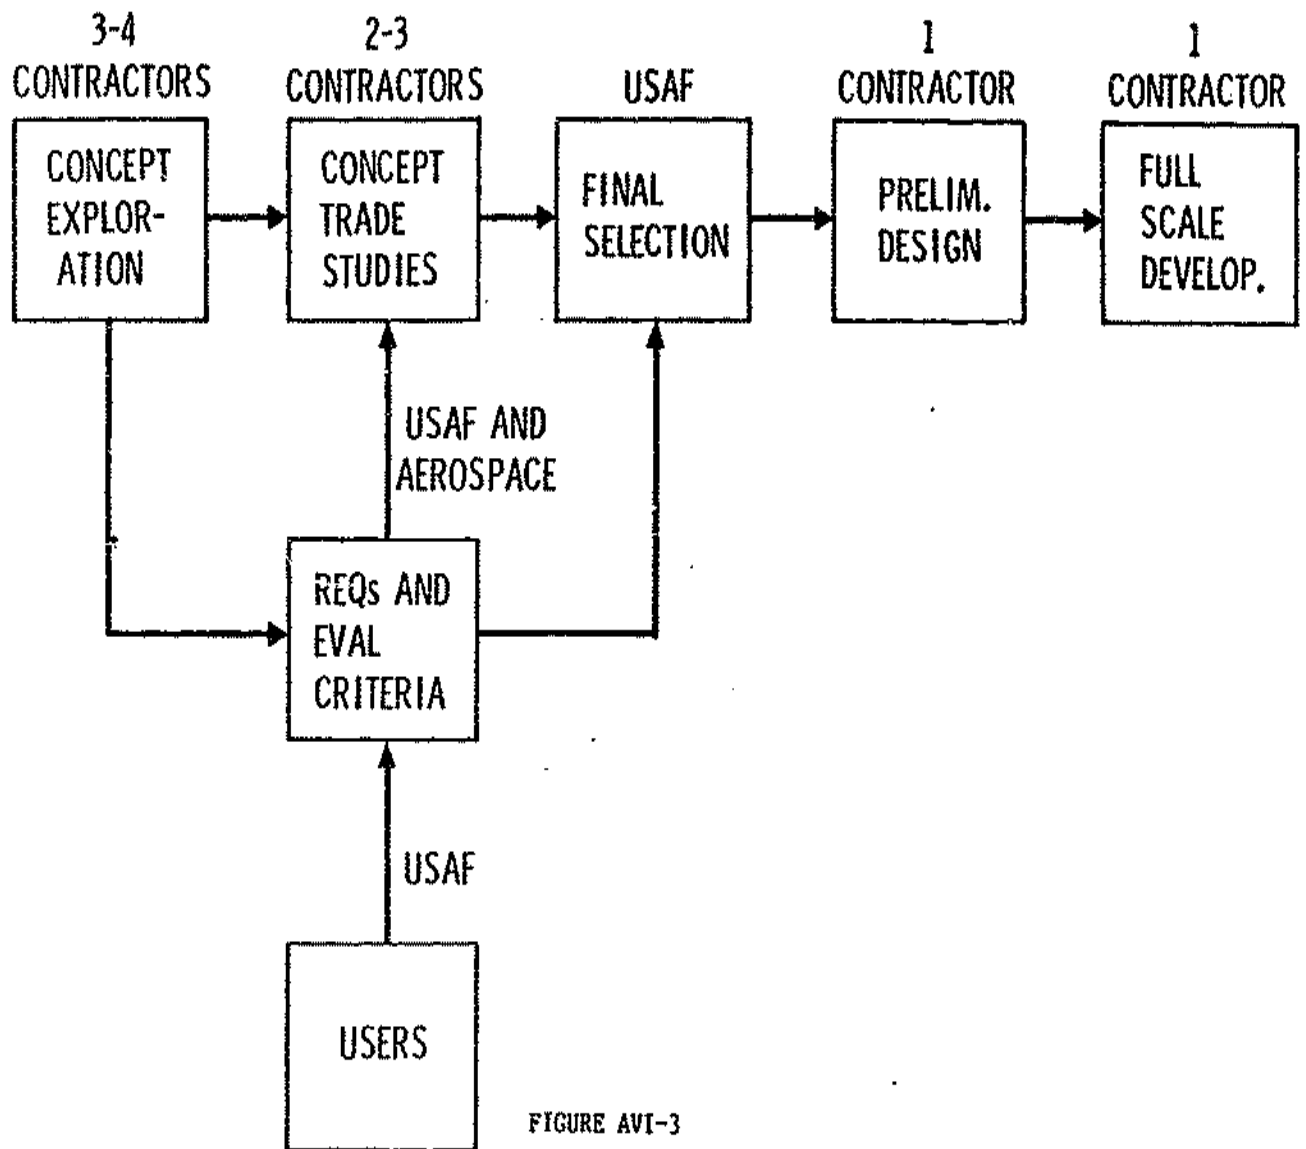 3-4
CONTRACTORS
2-3
CONTRACTORS
USAF
1
CONTRACTOR
1
CONTRACTOR
CONCEPT
EXPLOR-
ATION
CONCEPT
TRADE
STUDIES
FINAL
SELECTION
PRELIM.
DESIGN
FULL
SCALE
DEVELOP.
USAF AND
AEROSPACE
REQs AND
EVAL
CRITERIA
USAF
USERS
FIGURE AVI-3